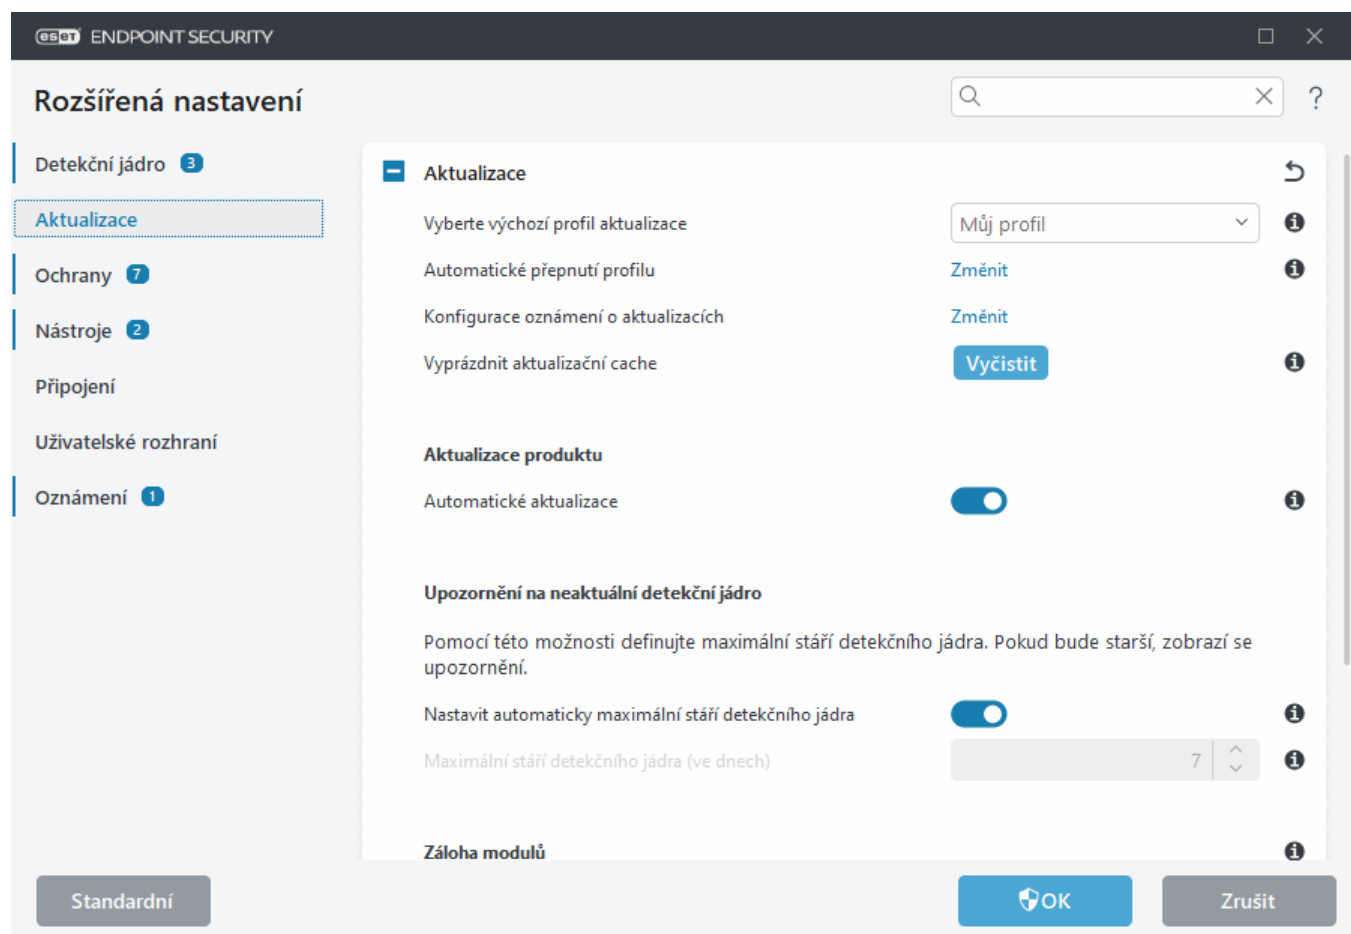 eset ENDPOINT SECURITY
Rozšířená nastavení
?
Detekční jádro 3
Aktualizace
Ochrany 7
Nástroje 2
Připojení
Uživatelské rozhraní
Oznámení 1
Aktualizace
Vyberte výchozí profil aktualizace Můj profil
Automatické přepnutí profilu Změnit
Konfigurace oznámení o aktualizacích Změnit
Vyprázdnit aktualizační cache Vyčistit
Aktualizace produktu
Automatické aktualizace
Upozornění na neaktuální detekční jádro
Pomocí této možnosti definujte maximální stáří detekčního jádra. Pokud bude starší, zobrazí se
upozornění.
Nastavit automaticky maximální stáří detekčního jádra
Maximální stáří detekčního jádra (ve dnech) 7
Záloha modulů
Standardní OK Zrušit